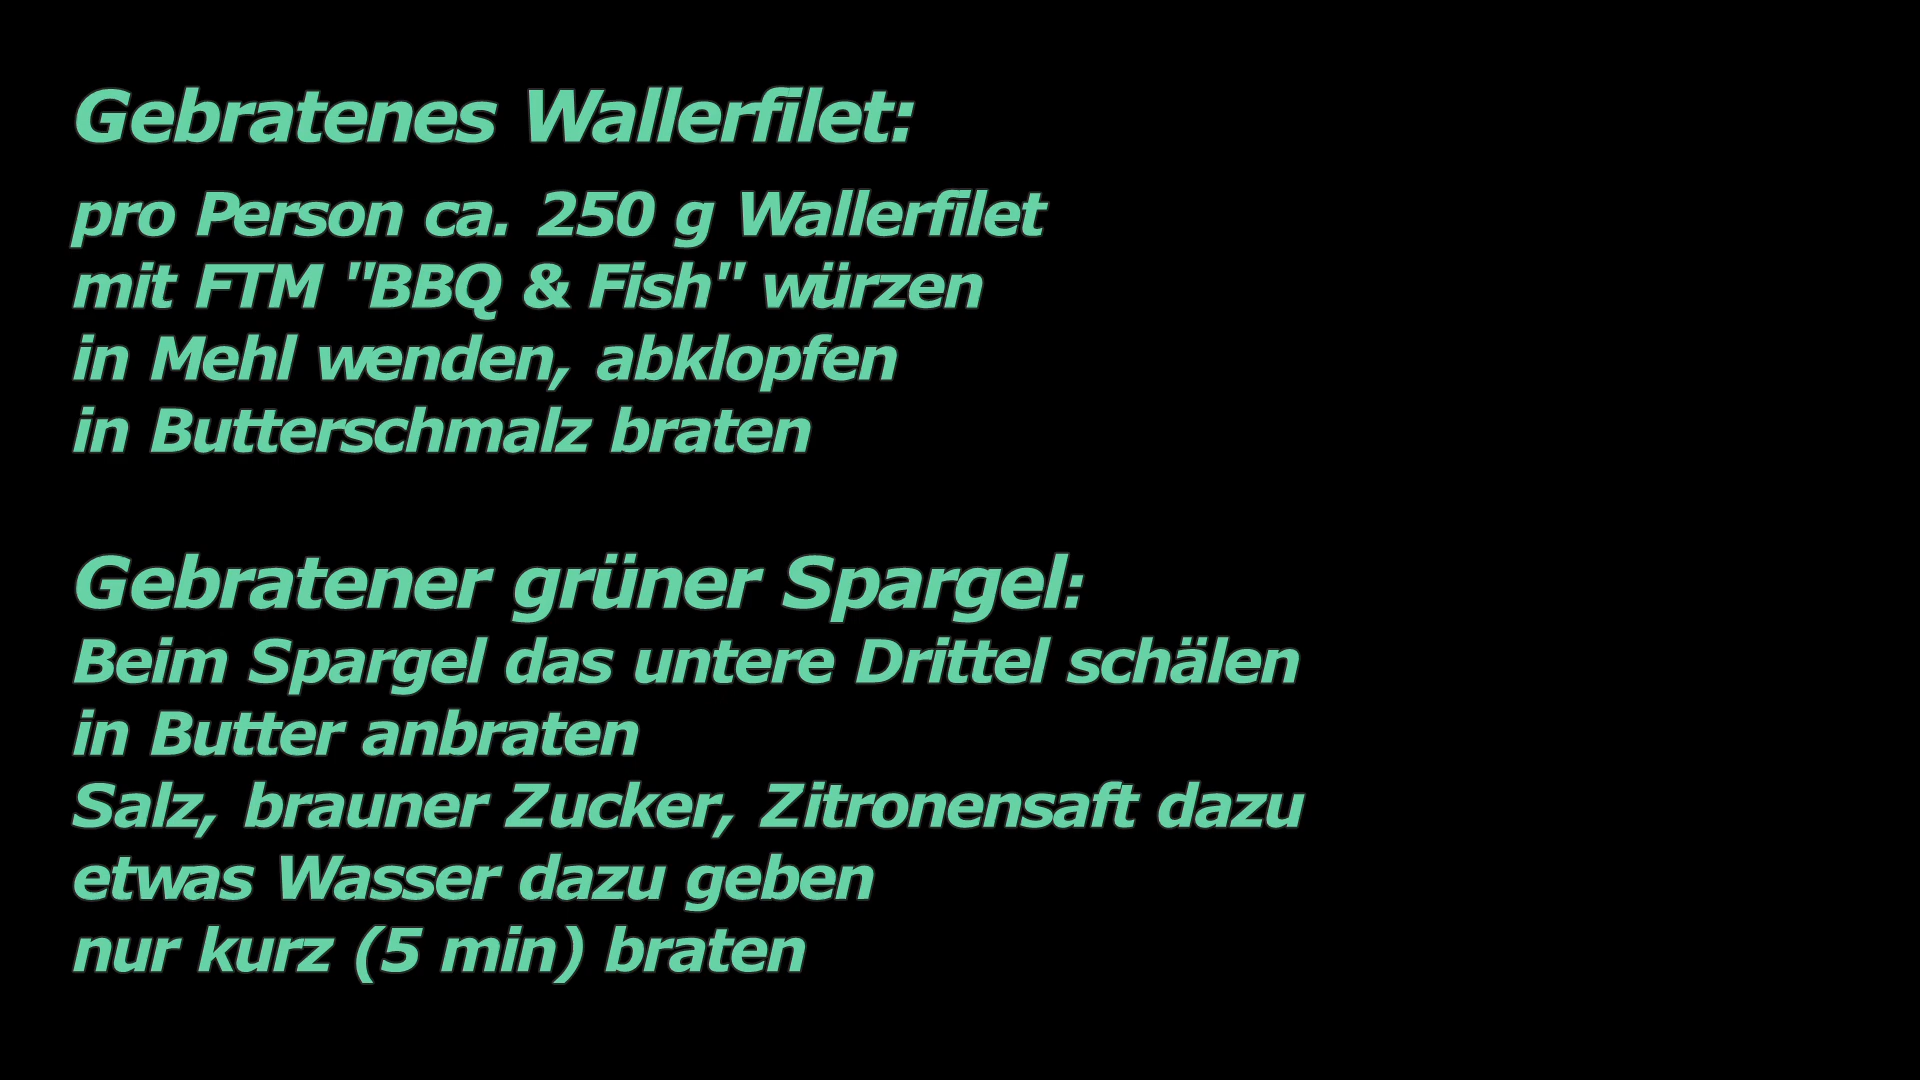 Gebratenes Wallerfilet:
pro Person ca. 250 g Wallerfilet
mit FTM "BBQ & Fish" würzen
in Mehl wenden, abklopfen
in Butterschmalz braten
Gebratener grüner Spargel:
Beim Spargel das untere Drittel schälen
in Butter anbraten
Salz, brauner Zucker, Zitronensaft dazu
etwas Wasser dazu geben
nur kurz (5 min) braten